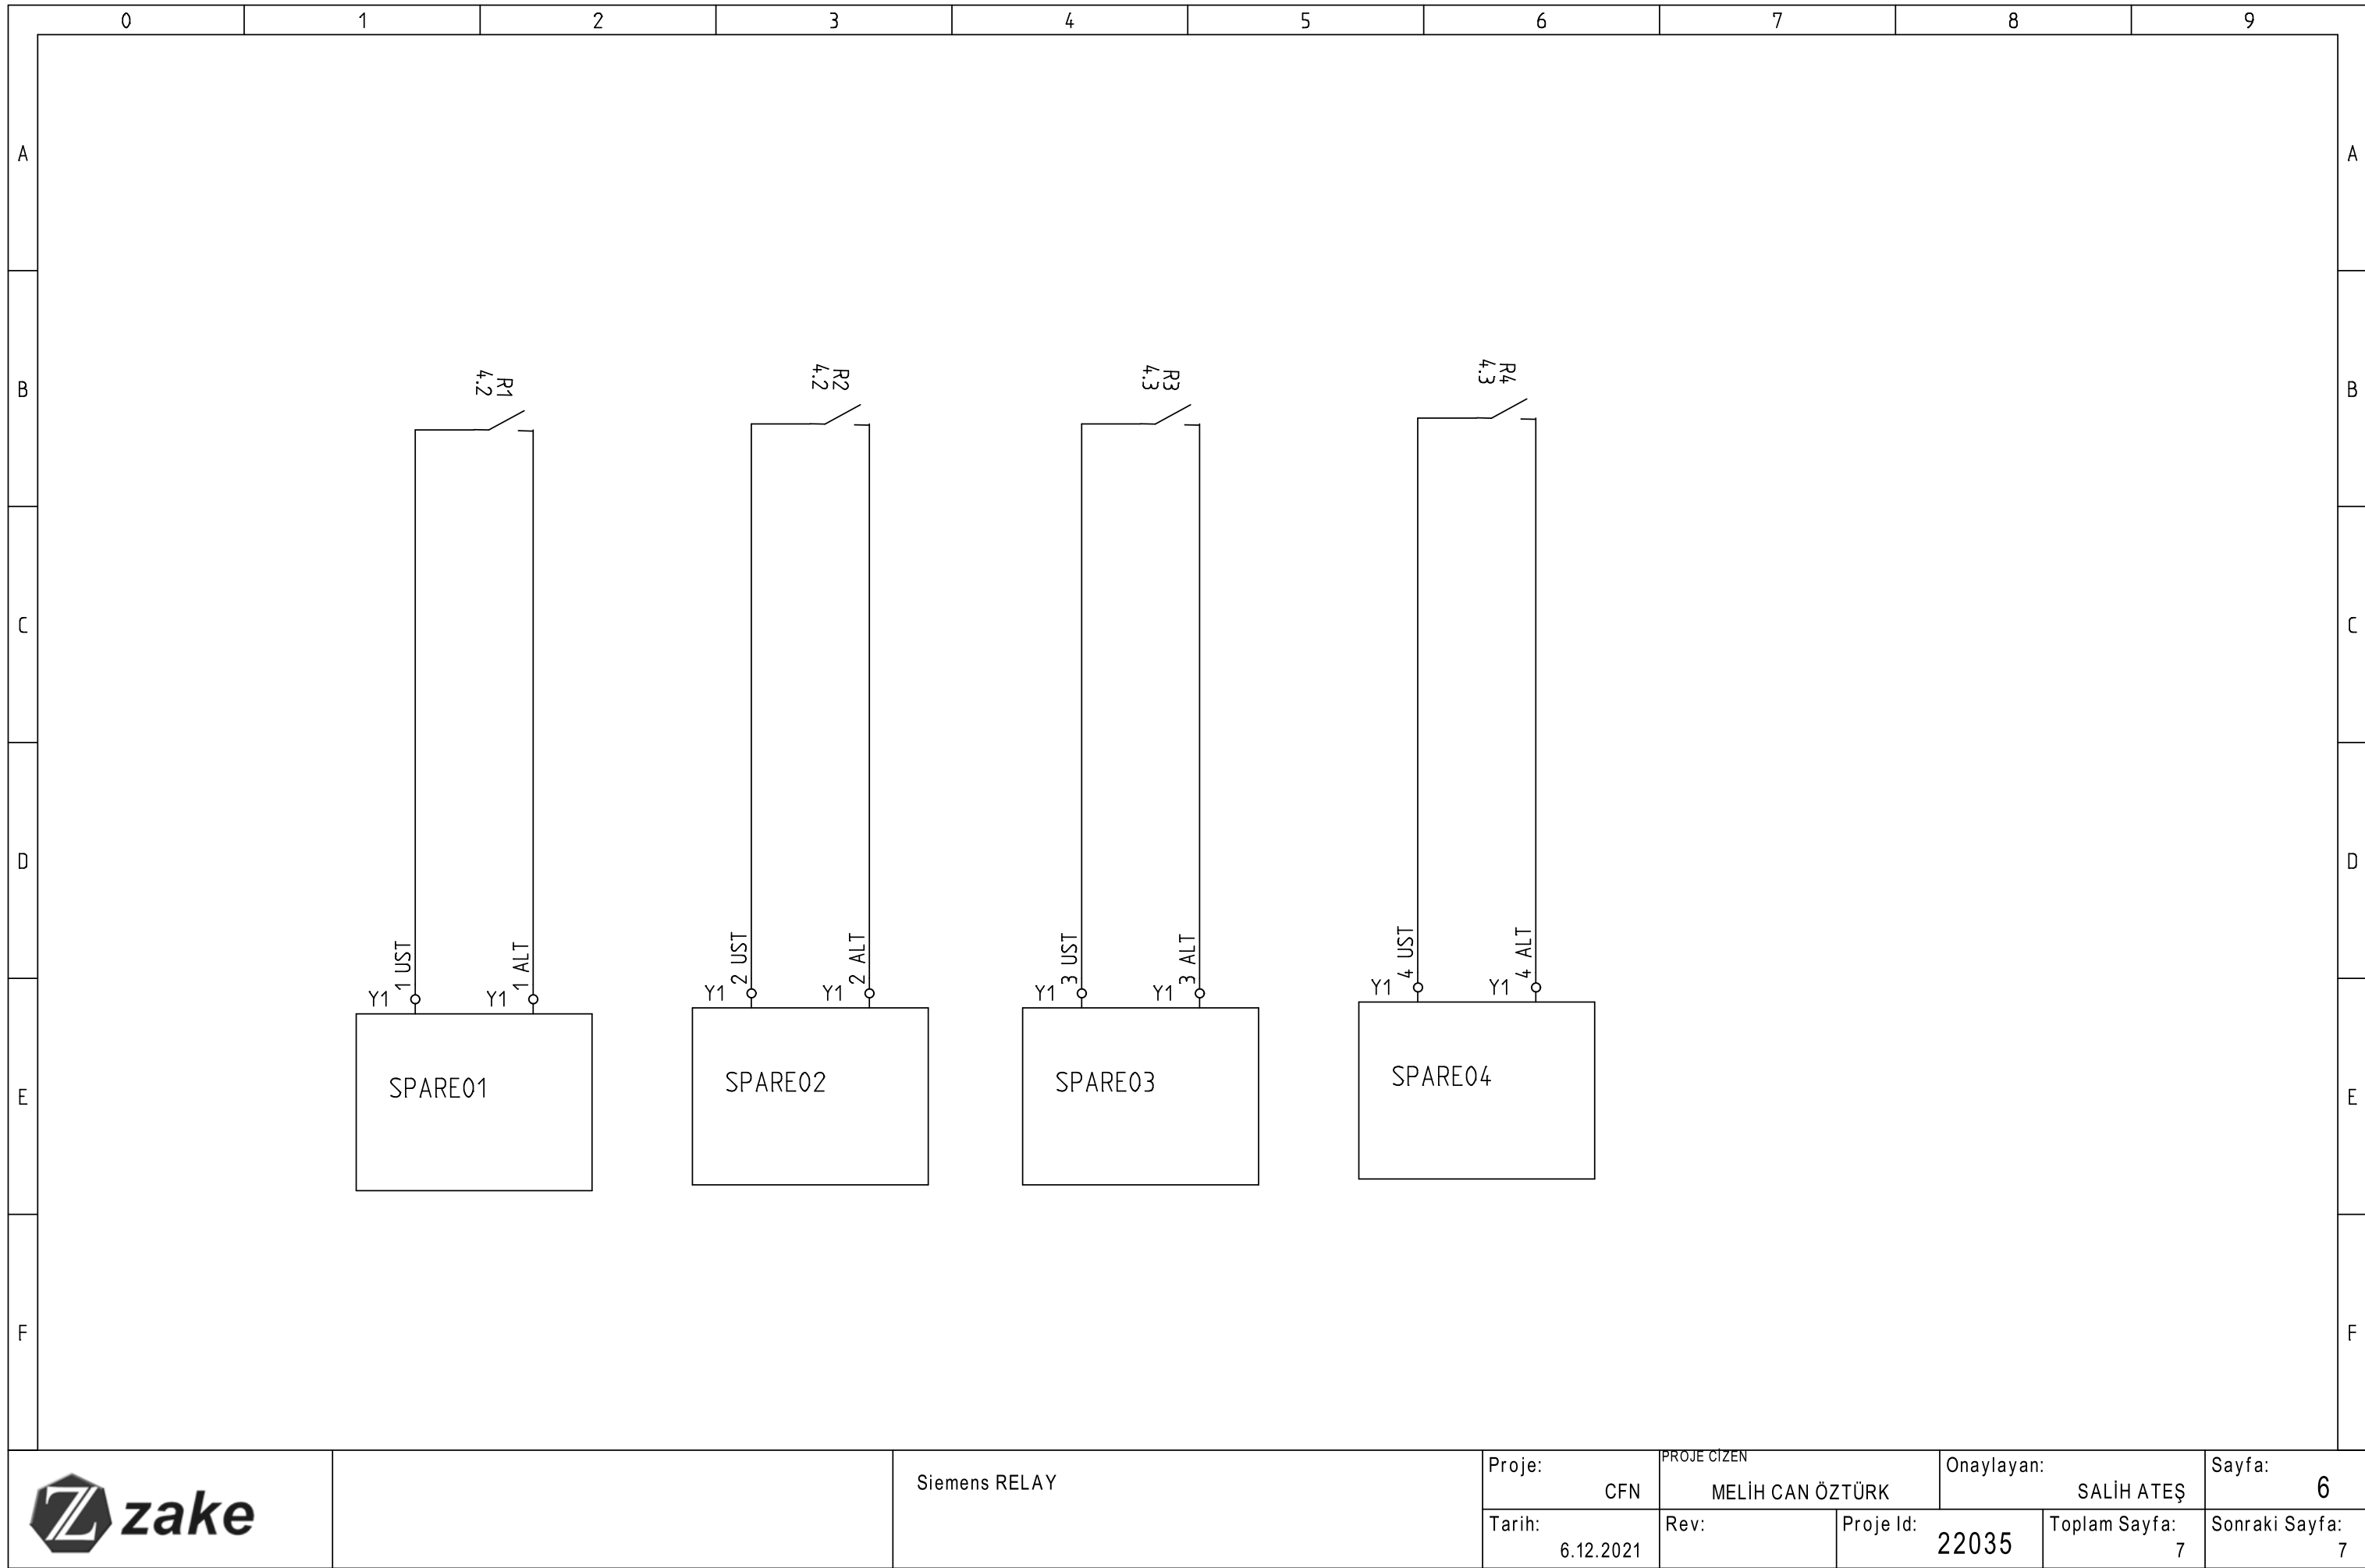 0 1 2 3 4 5 6 7 8 9
A A
B B
C C
D D
E E
F F
R1
4.2
R2
4.2
R3
4.3
R4
4.3
Y1 1 UST Y1 1 ALT
Y1 2 UST Y1 2 ALT
Y1 3 UST Y1 3 ALT
Y1 4 UST Y1 4 ALT
SPARE01
SPARE02
SPARE03
SPARE04
Z zake
Siemens RELAY
Proje:
CFN
PROJE CİZEN
MELİH CAN ÖZTÜRK
Onaylayan:
SALİH ATEŞ
Sayfa:
6
Tarih:
6.12.2021
Rev:
Proje Id:
22035
Toplam Sayfa:
7
Sonraki Sayfa:
7